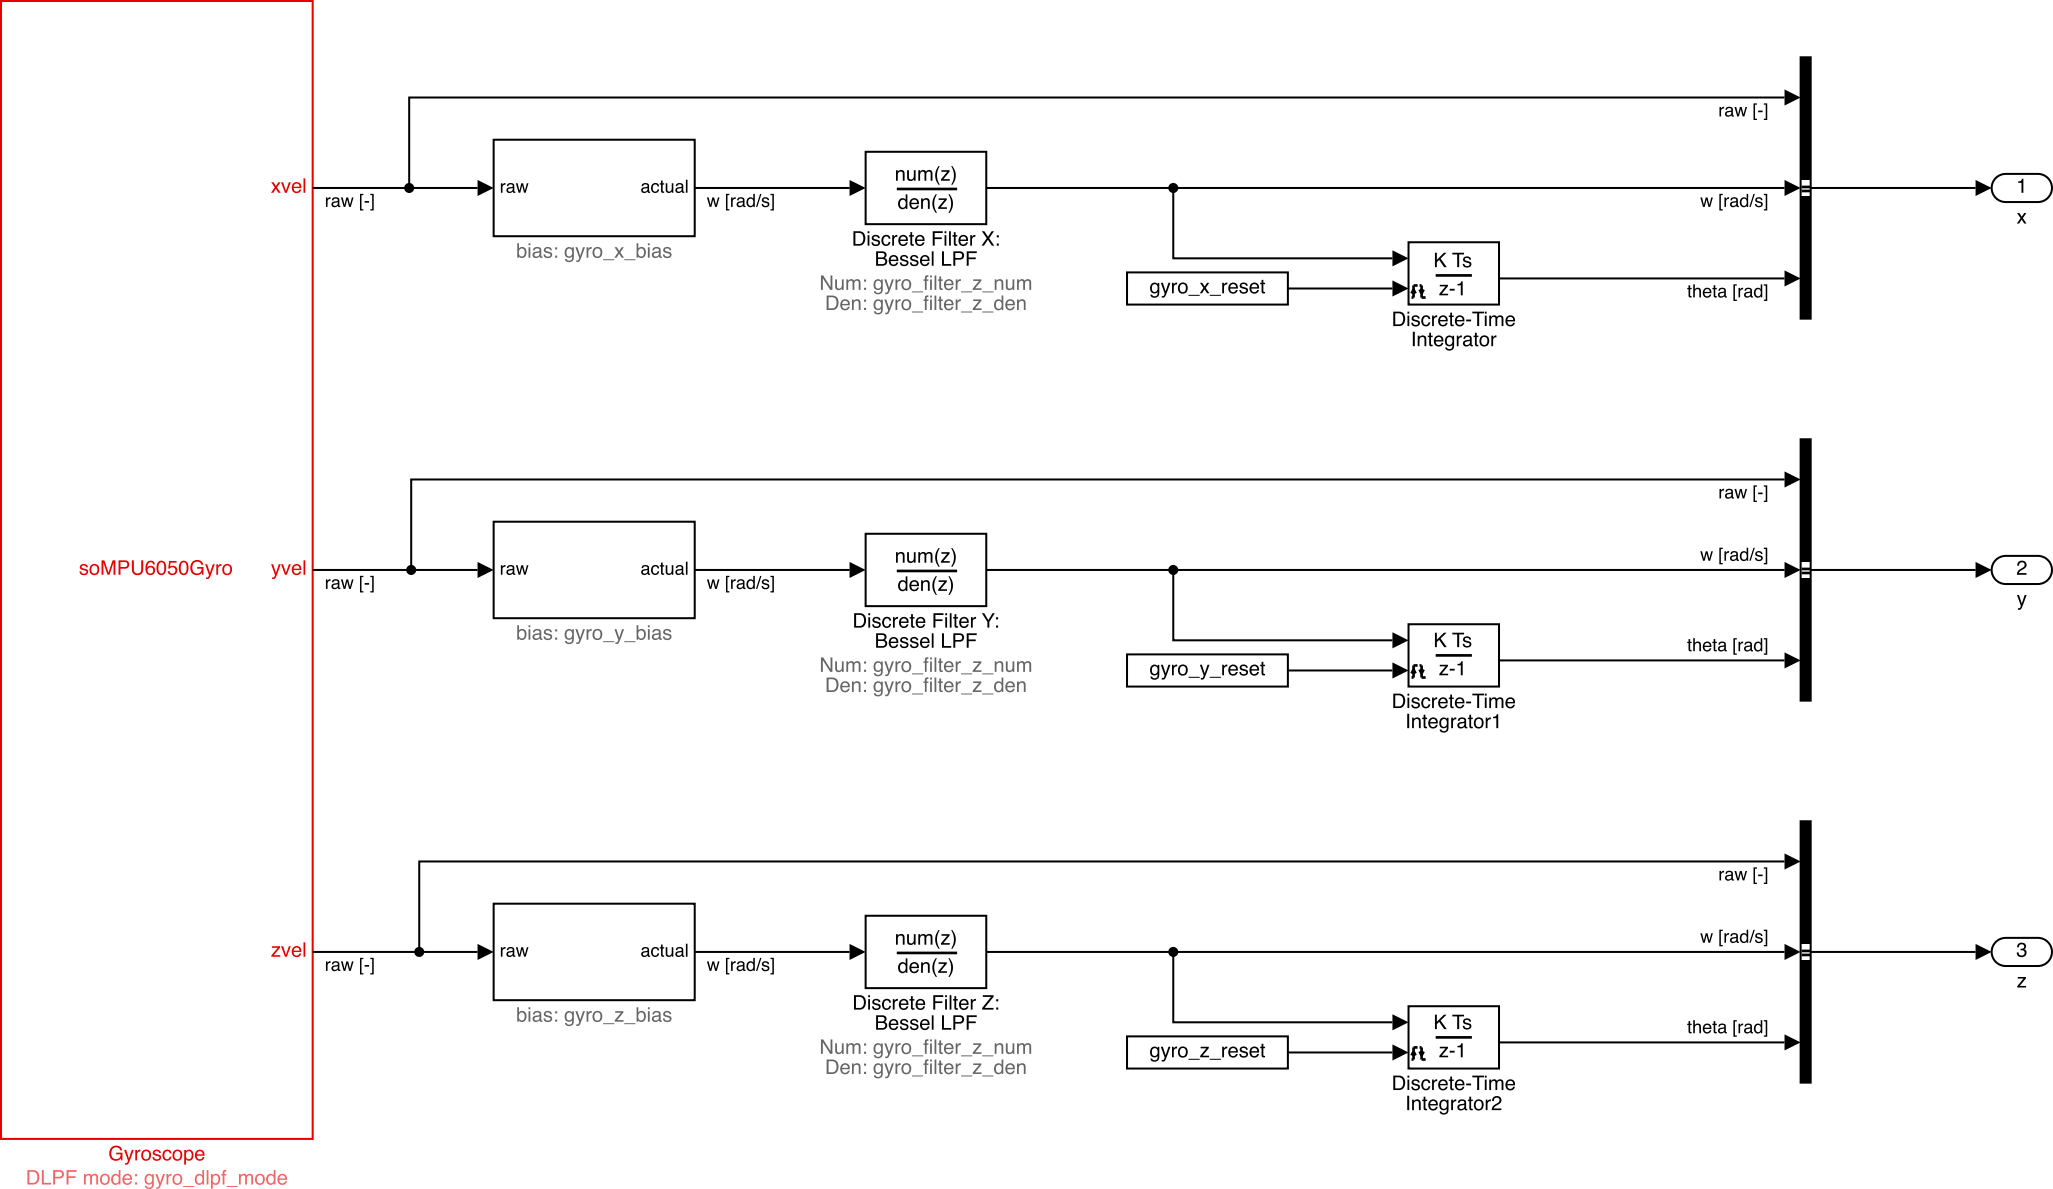 raw [-]
xvel
raw [-]
raw
actual
bias: gyro_x_bias
w [rad/s]
num(z)
den(z)
Discrete Filter X:
Bessel LPF
Num: gyro_filter_z_num
Den: gyro_filter_z_den
gyro_x_reset
K Ts
z-1
Discrete-Time
Integrator
w [rad/s]
theta [rad]
1
x
soMPU6050Gyro
raw [-]
yvel
raw [-]
raw
actual
bias: gyro_y_bias
w [rad/s]
num(z)
den(z)
Discrete Filter Y:
Bessel LPF
Num: gyro_filter_z_num
Den: gyro_filter_z_den
gyro_y_reset
K Ts
z-1
Discrete-Time
Integrator1
w [rad/s]
theta [rad]
2
y
raw [-]
zvel
raw [-]
raw
actual
bias: gyro_z_bias
w [rad/s]
num(z)
den(z)
Discrete Filter Z:
Bessel LPF
Num: gyro_filter_z_num
Den: gyro_filter_z_den
gyro_z_reset
K Ts
z-1
Discrete-Time
Integrator2
w [rad/s]
theta [rad]
3
z
Gyroscope
DLPF mode: gyro_dlpf_mode